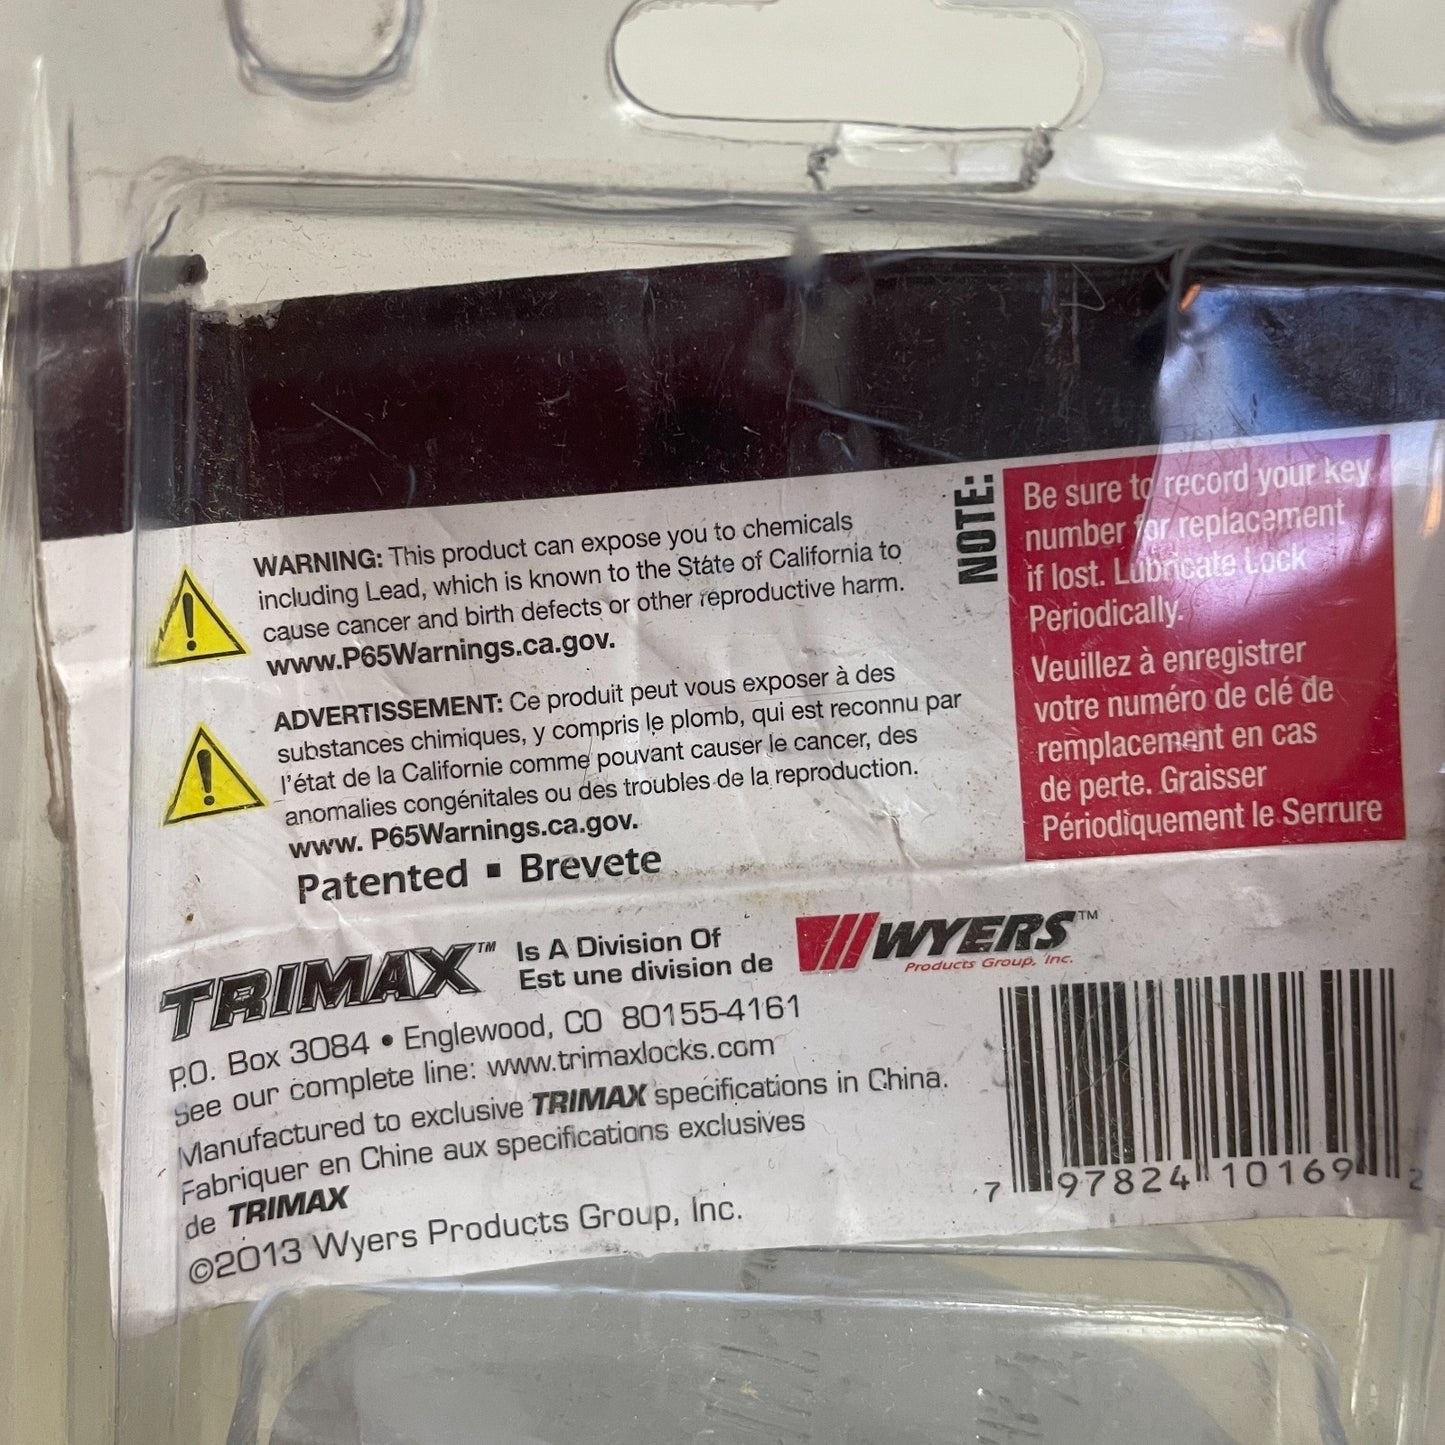 WARNING: This product can expose you to chemicals
including Lead, which is known to the State of California to
cause cancer and birth defects or other reproductive harm.
www.P65Warnings.ca.gov.
ADVERTISSEMENT: Ce produit peut vous exposer à des
substances chimiques, y compris le plomb, qui est reconnu par
l'état de la Californie comme pouvant causer le cancer, des
anomalies congénitales ou des troubles de la reproduction.
www. P65Warnings.ca.gov.
Patented ▪ Brevete
NOTE:
Be sure to record your key
number for replacement
if lost. Lubricate Lock
Periodically.
Veuillez à enregistrer
votre numéro de clé de
remplacement en cas
de perte. Graisser
Périodiquement le Serrure
TRIMAX™
Is A Division Of
Est une division de
WYERS™
Products Group, Inc.
P.O. Box 3084 • Englewood, CO 80155-4161
See our complete line: www.trimaxlocks.com
Manufactured to exclusive TRIMAX specifications in China.
Fabriquer en Chine aux specifications exclusives
de TRIMAX
©2013 Wyers Products Group, Inc.
7 97824 10169 2